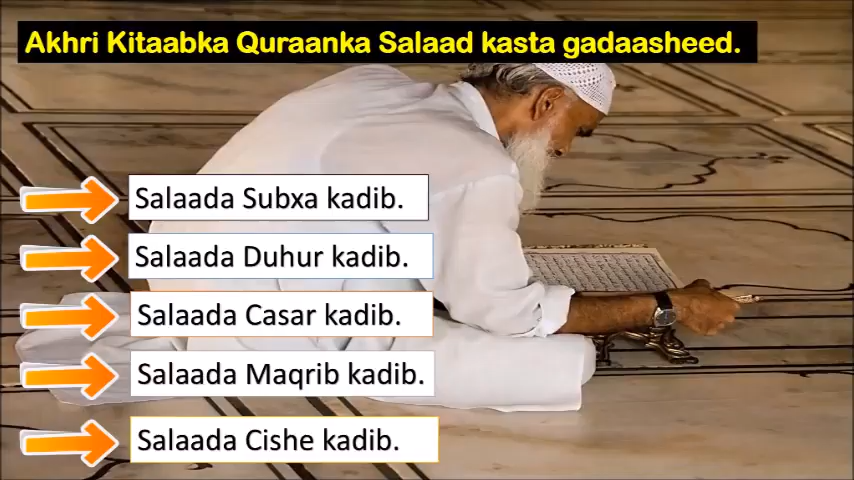 Akhri Kitaabka Quraanka Salaad kasta gadaasheed.
Salaada Subxa kadib.
Salaada Duhur kadib.
Salaada Casar kadib.
Salaada Maqrib kadib.
Salaada Cishe kadib.